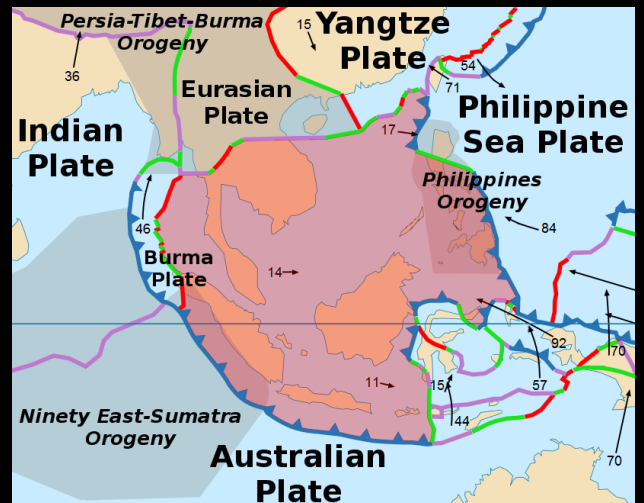 Persia-Tibet-Burma
Orogeny
15
Yangtze
Plate
54
36
71
Eurasian
Plate
Philippine
Sea Plate
Indian
Plate
17
Philippines
Orogeny
46
84
Burma
Plate
14
92
70
57
11
15
44
Ninety East-Sumatra
Orogeny
70
Australian
Plate